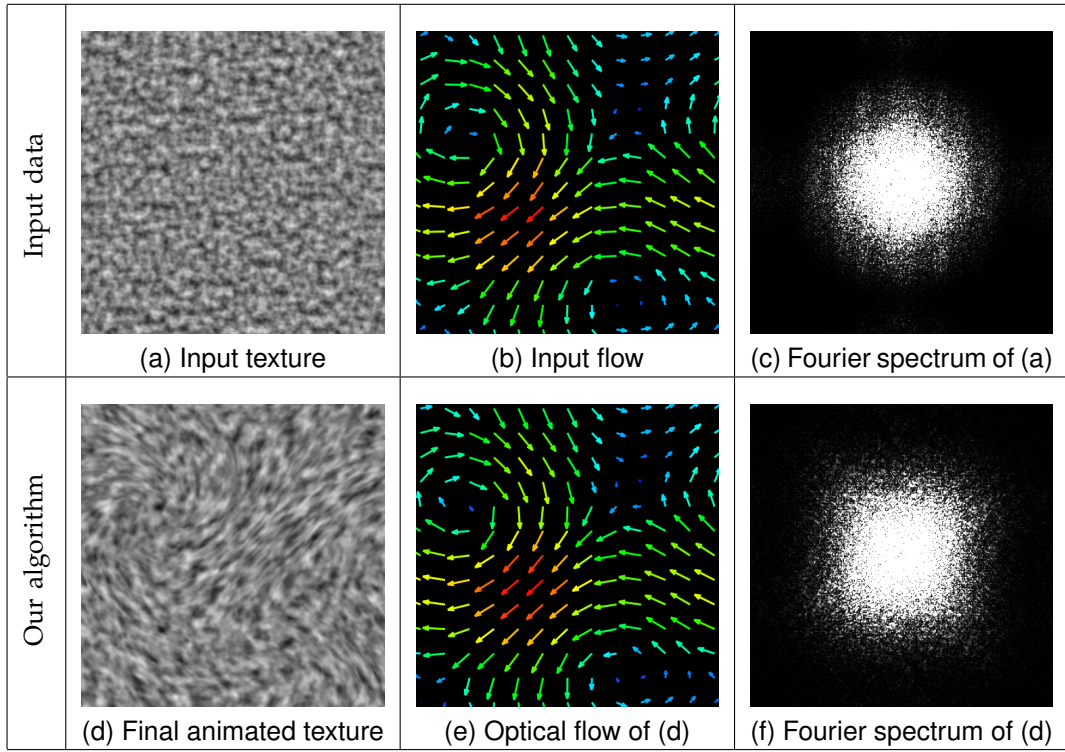 Input data
(a) Input texture
(b) Input flow
(c) Fourier spectrum of (a)
Our algorithm
(d) Final animated texture
(e) Optical flow of (d)
(f) Fourier spectrum of (d)